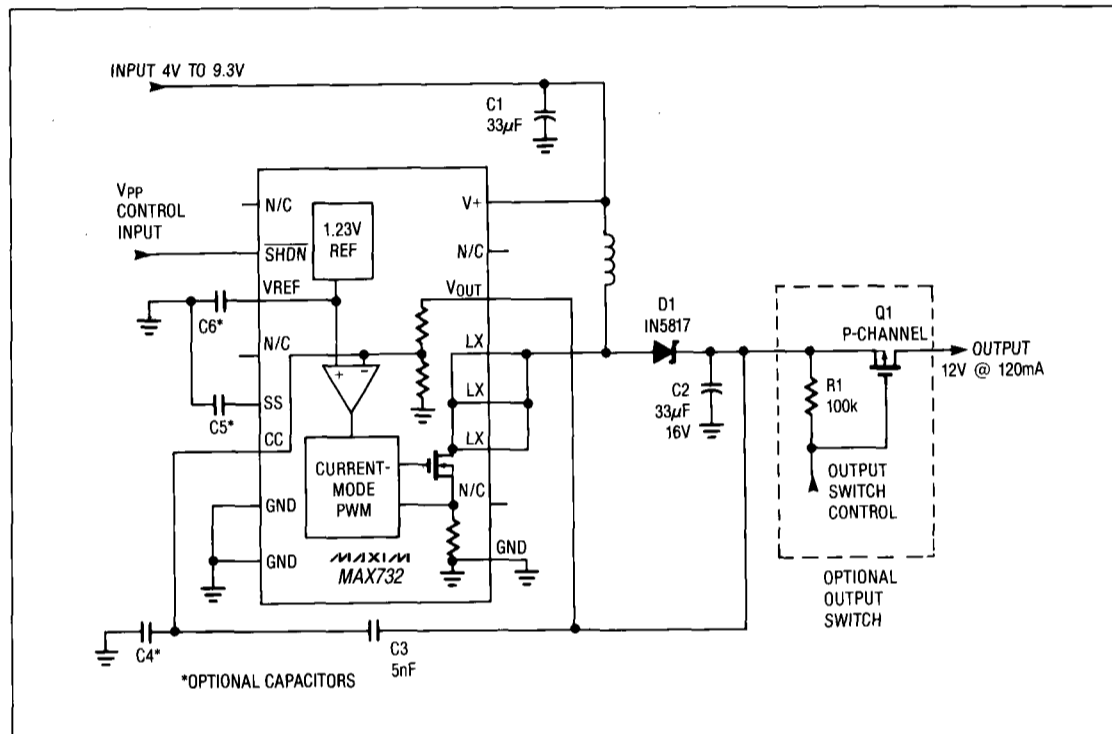 INPUT 4V TO 9.3V
C1
33µF
VPP
CONTROL
INPUT
N/C
1.23V
REF
V+
SHDN
N/C
VREF
VOUT
C6*
D1
IN5817
Q1
P-CHANNEL
N/C
LX
OUTPUT
12V @ 120mA
+
−
R1
100k
C2
33µF
16V
LX
SS
C5*
CC
LX
CURRENT-
MODE
PWM
N/C
OUTPUT
SWITCH
CONTROL
GND
GND
GND
MAXIM
MAX732
OPTIONAL
OUTPUT
SWITCH
C4*
C3
5nF
*OPTIONAL CAPACITORS